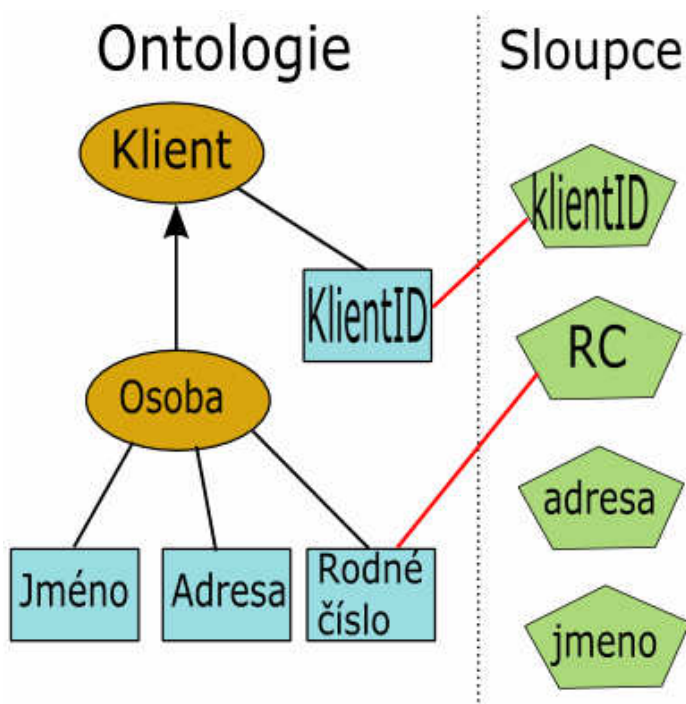 Ontologie
Sloupce
Klient
klientID
KlientID
RC
Osoba
adresa
Jméno
Adresa
Rodné
číslo
jmeno